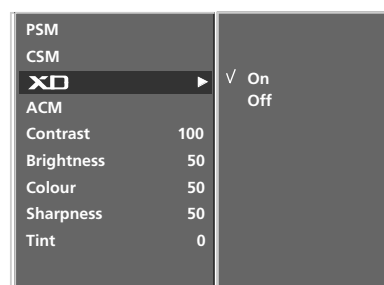 PSM
CSM
XD ▶
ACM
Contrast 100
Brightness 50
Colour 50
Sharpness 50
Tint 0
√ On
Off